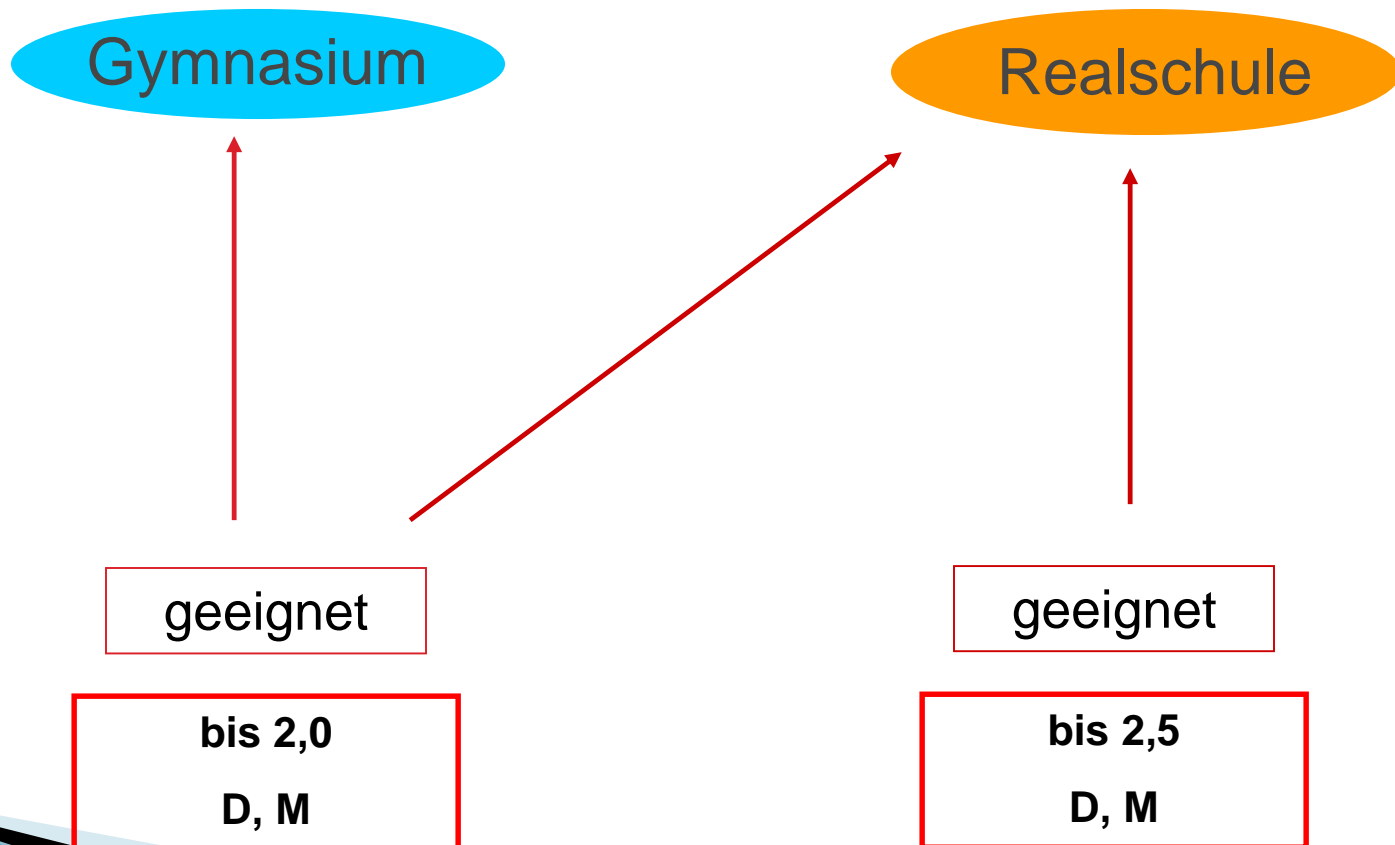 Gymnasium
Realschule
geeignet
geeignet
bis 2,0
D, M
bis 2,5
D, M